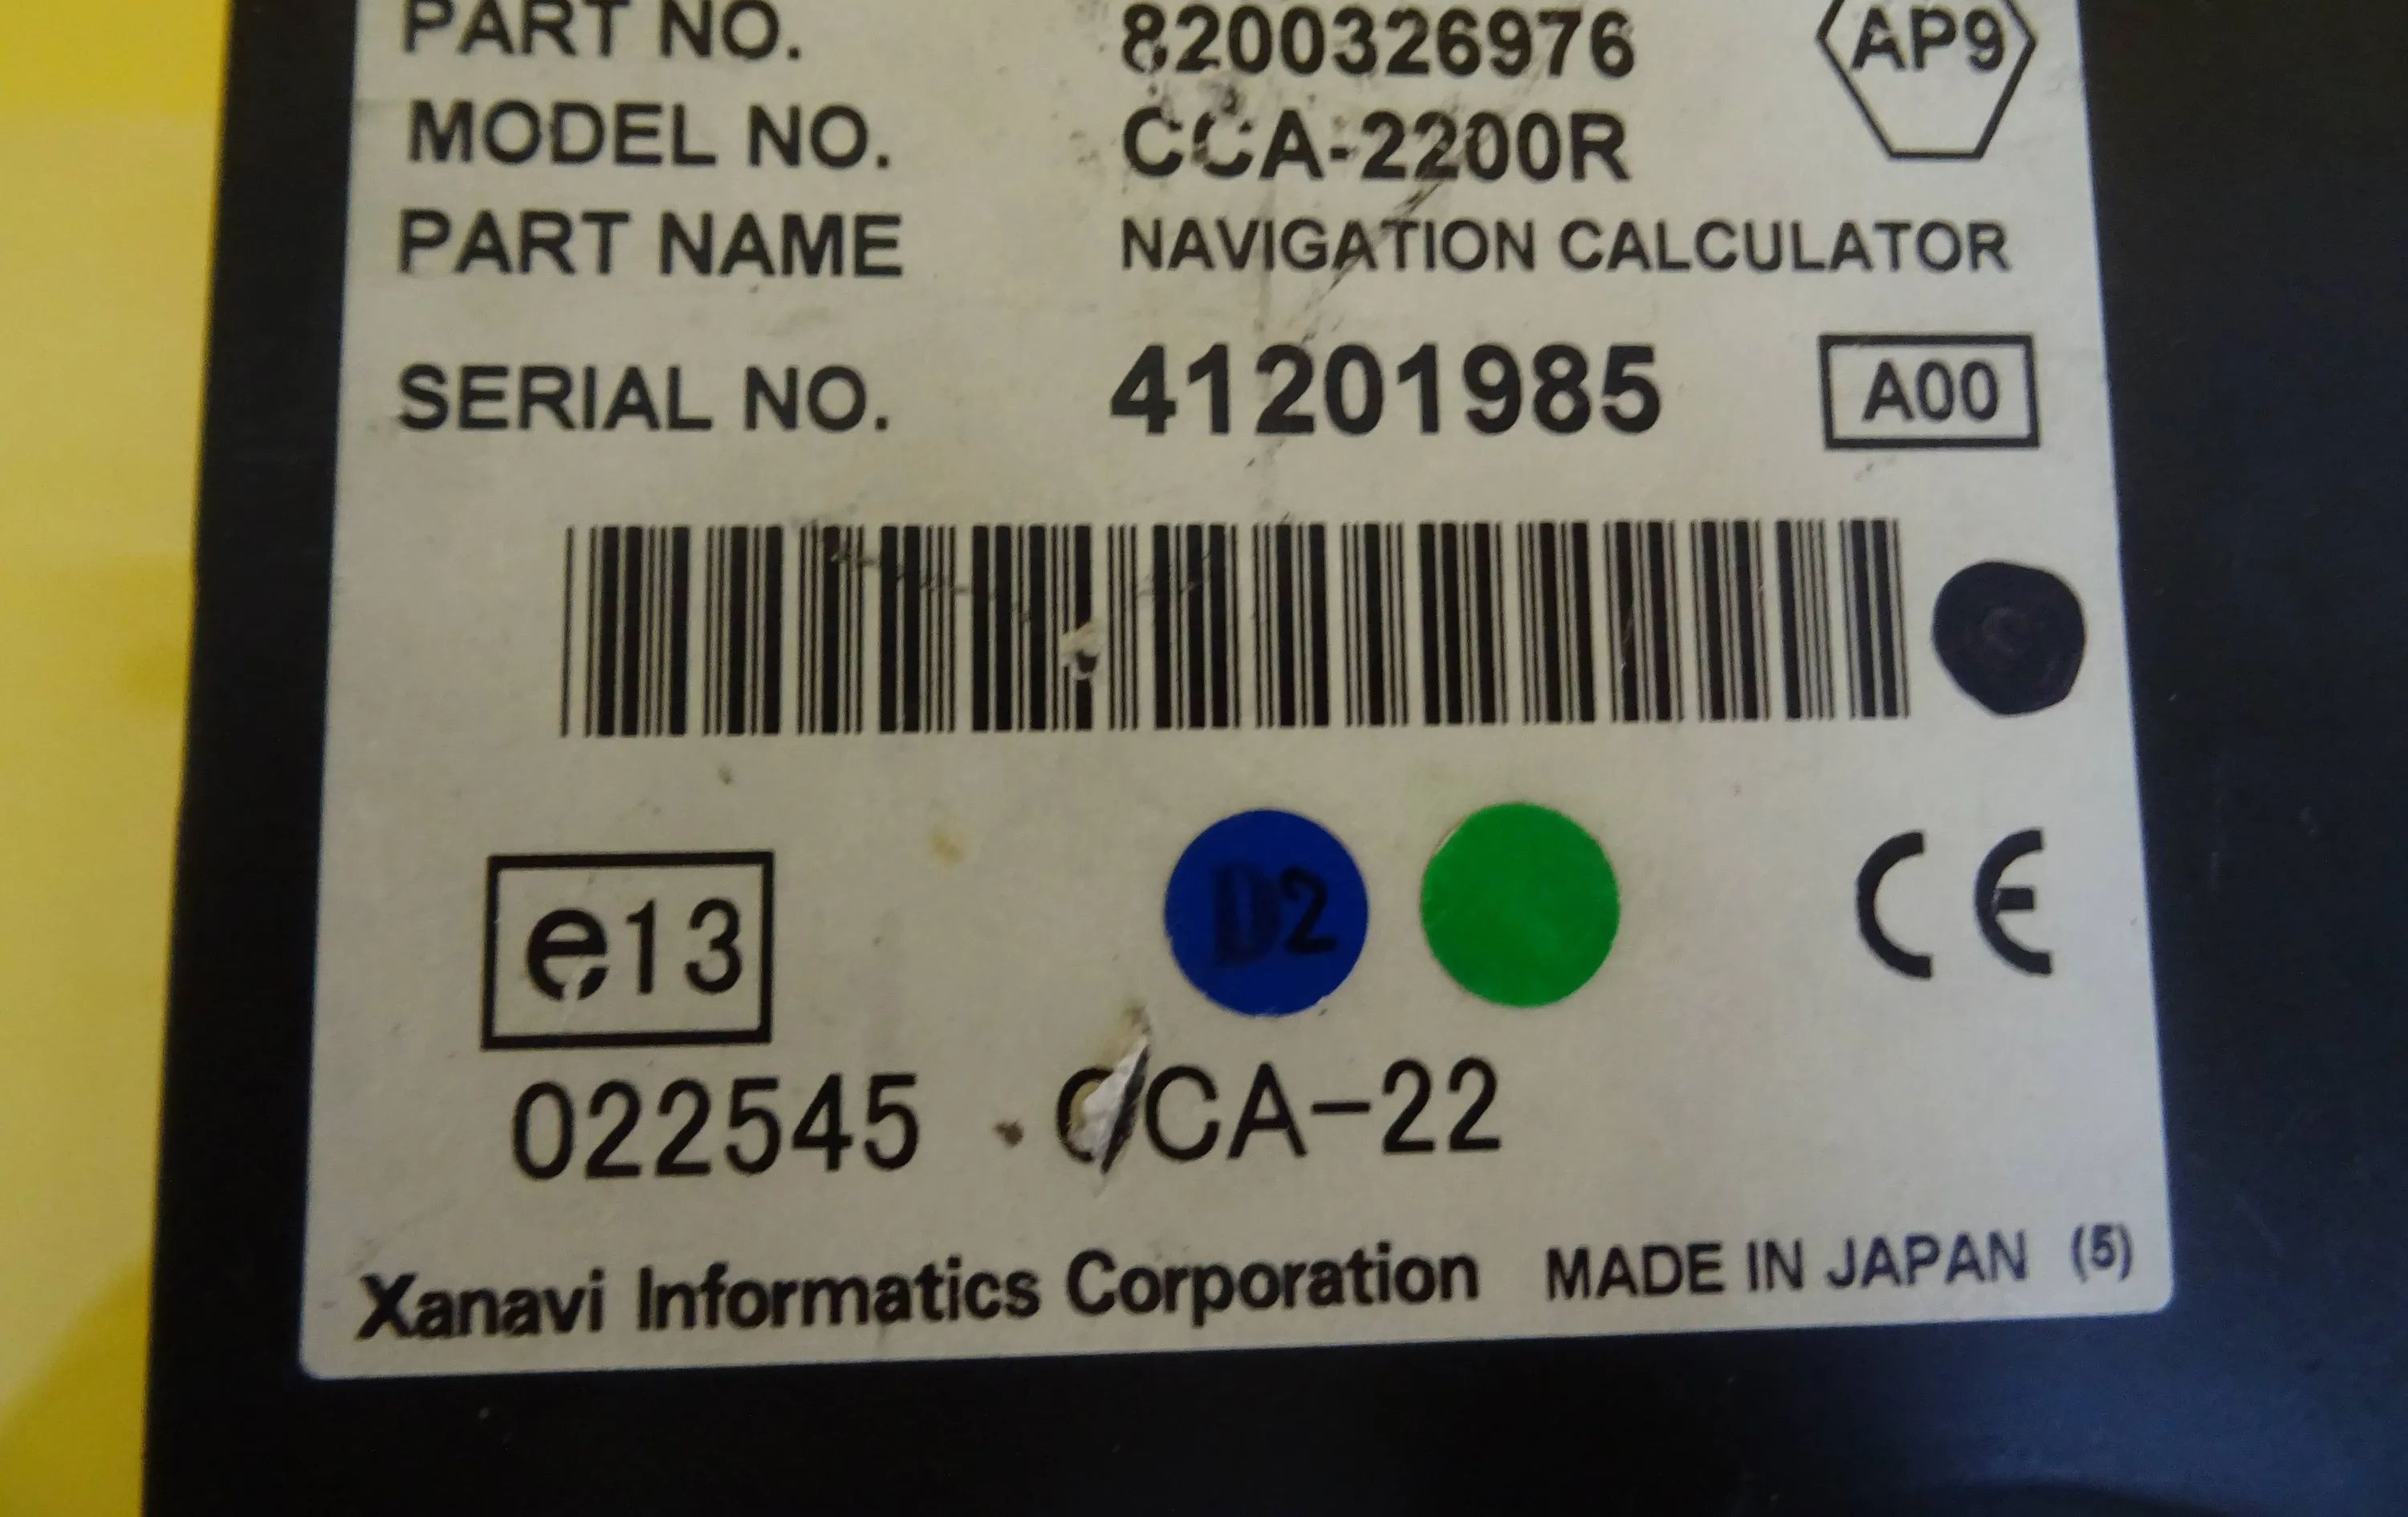 PART NO. 8200326976 AP9
MODEL NO. CCA-2200R
PART NAME NAVIGATION CALCULATOR
SERIAL NO. 41201985 A00
e13 D2 CE
022545 CCA-22
Xanavi Informatics Corporation MADE IN JAPAN (5)